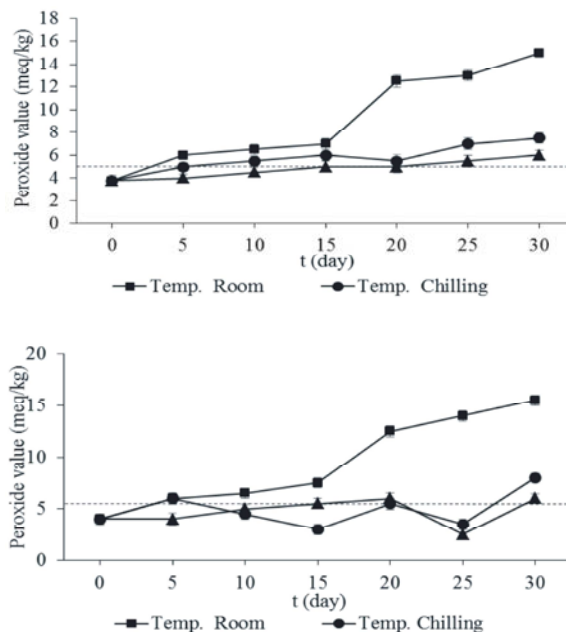 Peroxide value (meq/kg)
18
16
14
12
10
8
6
4
2
0
0 5 10 15 20 25 30
t (day)
Temp. Room Temp. Chilling
Peroxide value (meq/kg)
20
15
10
5
0
0 5 10 15 20 25 30
t (day)
Temp. Room Temp. Chilling